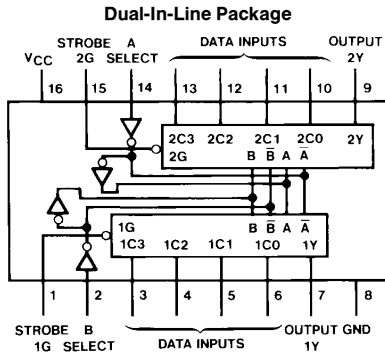 Dual-In-Line Package
STROBE A DATA INPUTS OUTPUT
VCC 2G SELECT 2Y
16 15 14 13 12 11 10 9
2C3 2C2 2C1 2C0 2Y
2G B B̅ A A̅
B B̅ A A̅
1G
1C3 1C2 1C1 1C0 1Y
1 2 3 4 5 6 7 8
STROBE B DATA INPUTS OUTPUT GND
1G SELECT 1Y